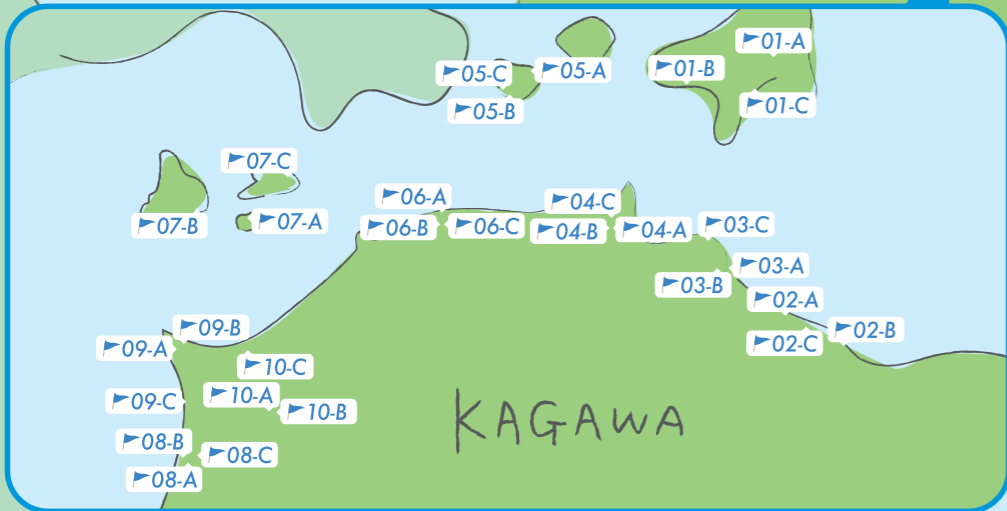 01-A
05-C
05-A
01-B
05-B
01-C
07-C
06-A
04-C
07-B
07-A
06-B
06-C
04-B
04-A
03-C
03-A
03-B
02-A
09-B
02-B
09-A
02-C
10-C
10-A
09-C
10-B
KAGAWA
08-B
08-C
08-A